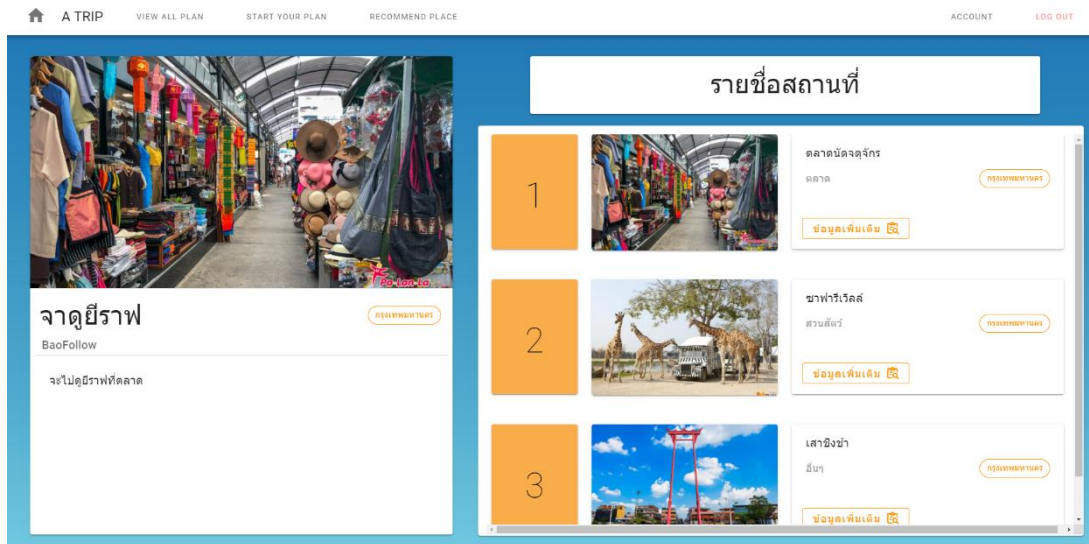 A TRIP
VIEW ALL PLAN
START YOUR PLAN
RECOMMEND PLACE
ACCOUNT
LOG OUT
Pa-Lan-La
จาดูยีราฟ
กรุงเทพมหานคร
BaoFollow
จะไปดูยีราฟที่ตลาด
รายชื่อสถานที่
1
ตลาดนัดจตุจักร
ตลาด
กรุงเทพมหานคร
ข้อมูลเพิ่มเติม
2
ซาฟารีเวิลล์
สวนสัตว์
กรุงเทพมหานคร
ข้อมูลเพิ่มเติม
3
เสาชิงช้า
อื่นๆ
กรุงเทพมหานคร
ข้อมูลเพิ่มเติม